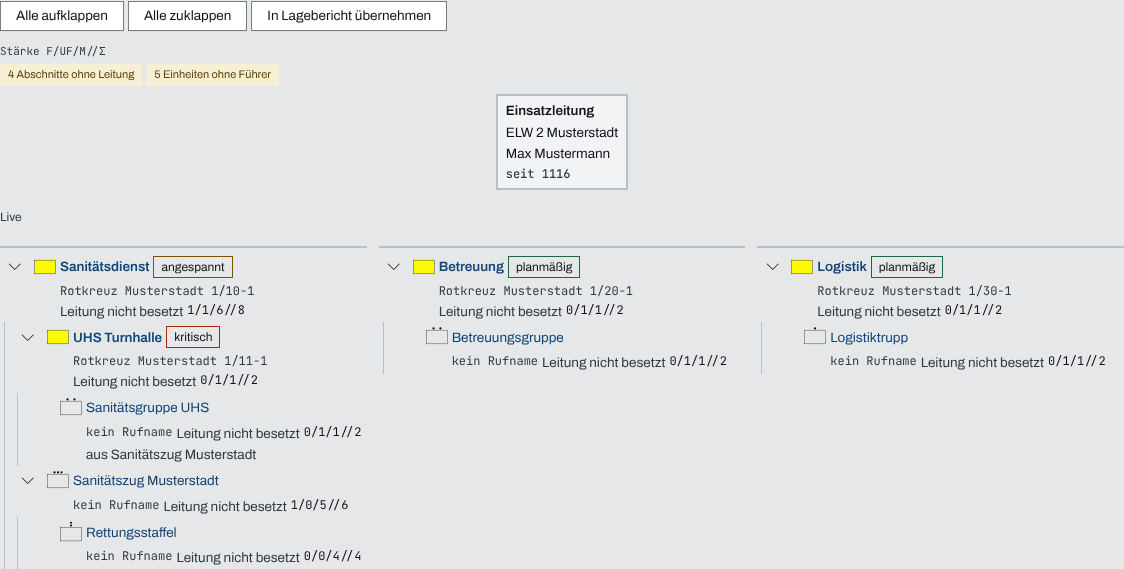 Alle aufklappen Alle zuklappen In Lagebericht übernehmen
Stärke F/UF/M//Σ
4 Abschnitte ohne Leitung 5 Einheiten ohne Führer
Einsatzleitung
ELW 2 Musterstadt
Max Mustermann
seit 1116
Live
Sanitätsdienst angespannt
Rotkreuz Musterstadt 1/10-1
Leitung nicht besetzt 1/1/6//8
UHS Turnhalle kritisch
Rotkreuz Musterstadt 1/11-1
Leitung nicht besetzt 0/1/1//2
Sanitätsgruppe UHS
kein Rufname Leitung nicht besetzt 0/1/1//2
aus Sanitätszug Musterstadt
Sanitätszug Musterstadt
kein Rufname Leitung nicht besetzt 1/0/5//6
Rettungsstaffel
kein Rufname Leitung nicht besetzt 0/0/4//4
Betreuung planmäßig
Rotkreuz Musterstadt 1/20-1
Leitung nicht besetzt 0/1/1//2
Betreuungsgruppe
kein Rufname Leitung nicht besetzt 0/1/1//2
Logistik planmäßig
Rotkreuz Musterstadt 1/30-1
Leitung nicht besetzt 0/1/1//2
Logistiktrupp
kein Rufname Leitung nicht besetzt 0/1/1//2